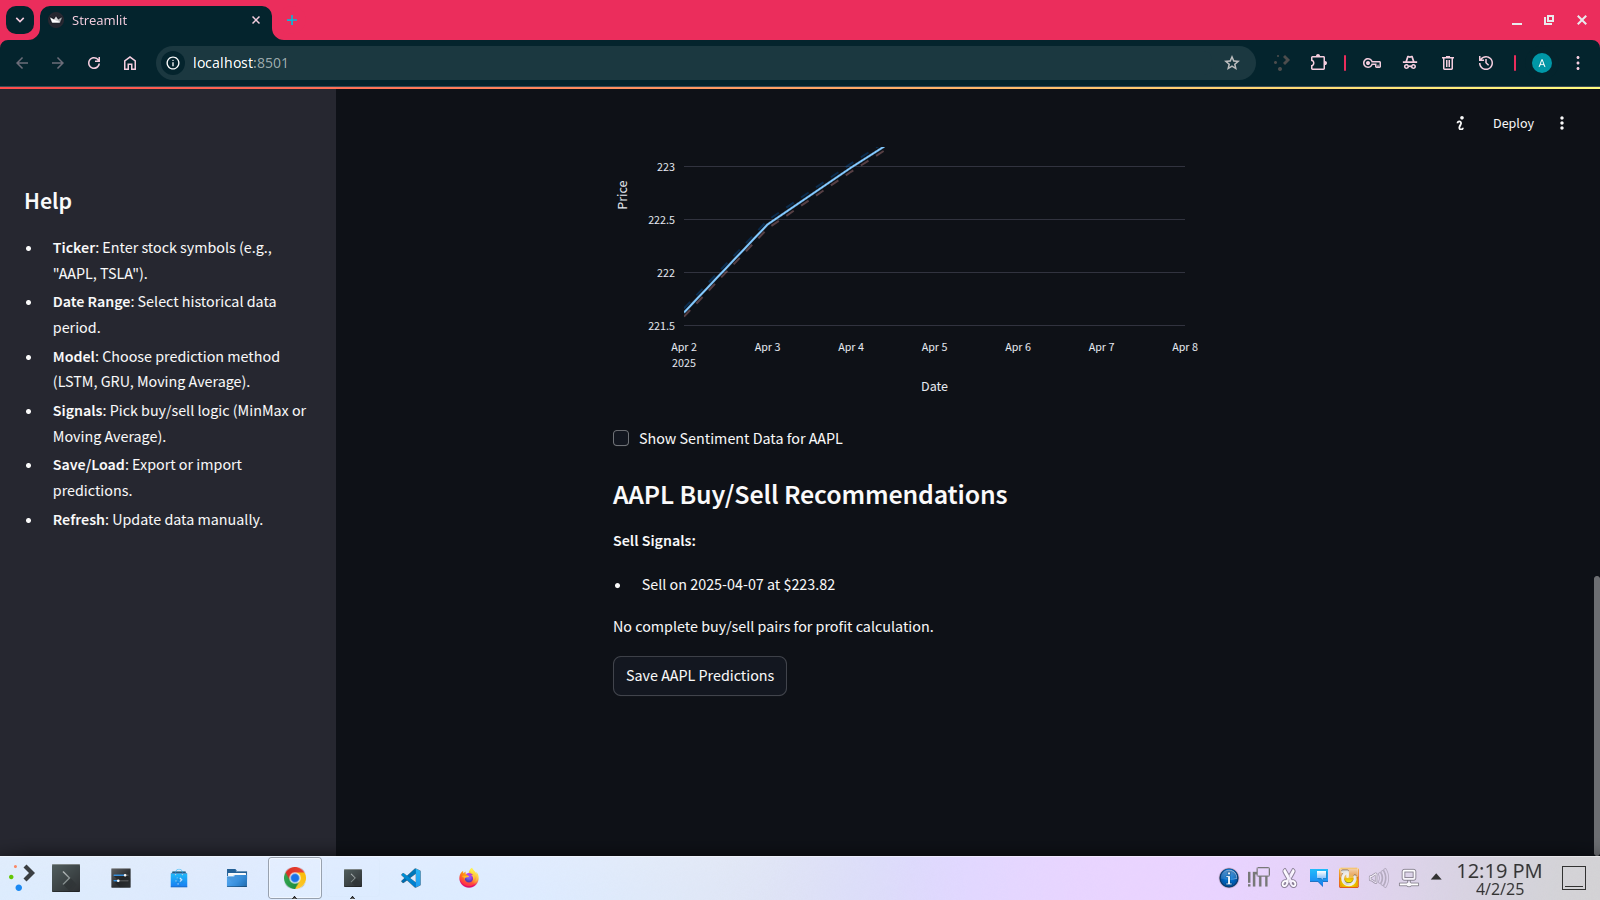 Streamlit
localhost:8501
A
Deploy
Help
Ticker: Enter stock symbols (e.g.,
"AAPL, TSLA").
Date Range: Select historical data
period.
Model: Choose prediction method
(LSTM, GRU, Moving Average).
Signals: Pick buy/sell logic (MinMax or
Moving Average).
Save/Load: Export or import
predictions.
Refresh: Update data manually.
Price
223
222.5
222
221.5
Apr 2
2025
Apr 3
Apr 4
Apr 5
Apr 6
Apr 7
Apr 8
Date
Show Sentiment Data for AAPL
AAPL Buy/Sell Recommendations
Sell Signals:
Sell on 2025-04-07 at $223.82
No complete buy/sell pairs for profit calculation.
Save AAPL Predictions
12:19 PM
4/2/25